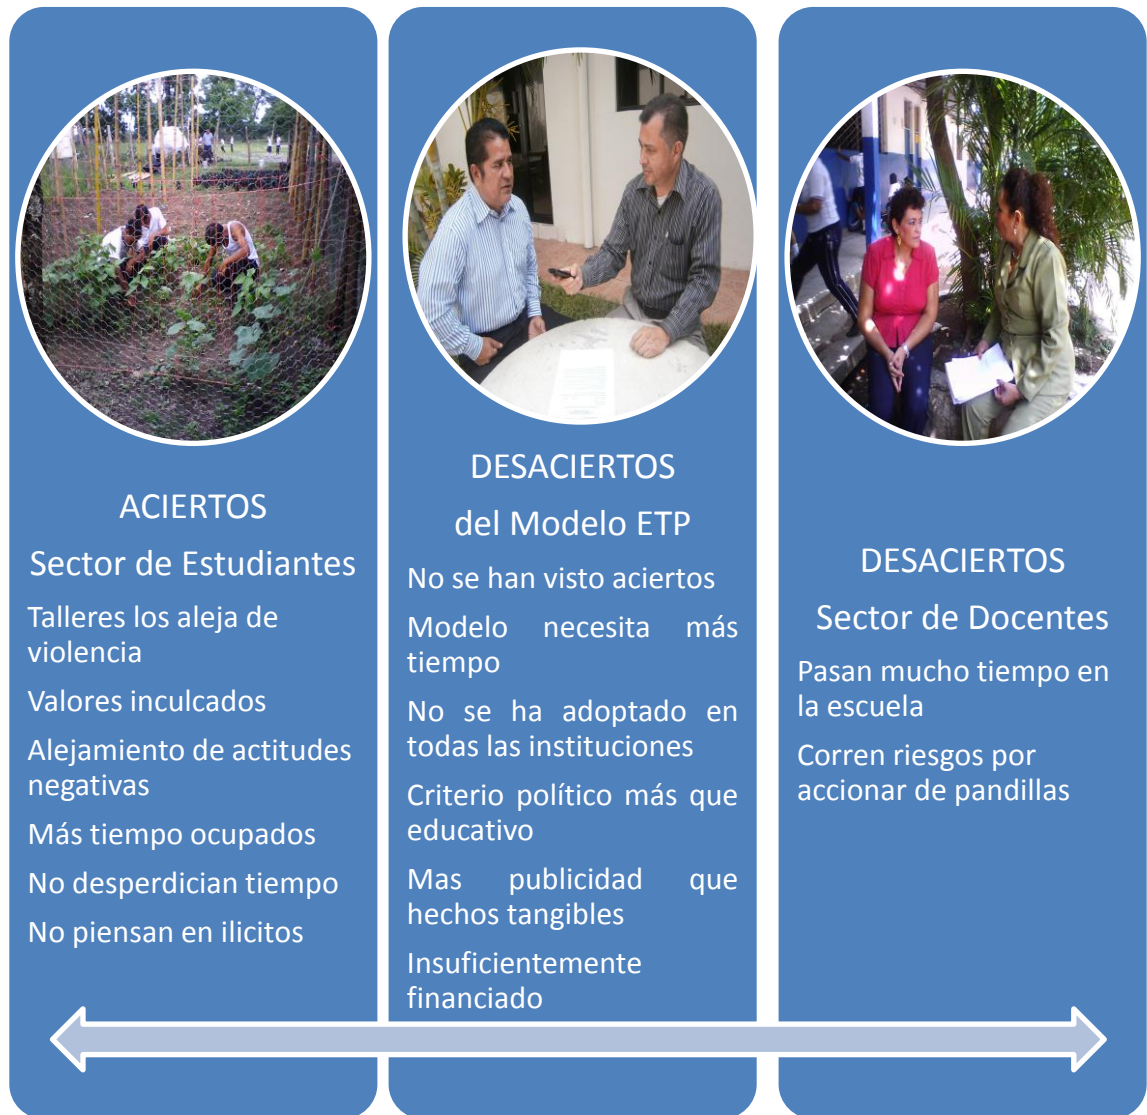 ACIERTOS
Sector de Estudiantes
Talleres los aleja de
violencia
Valores inculcados
Alejamiento de actitudes
negativas
Más tiempo ocupados
No desperdician tiempo
No piensan en ilicitos
DESACIERTOS
del Modelo ETP
No se han visto aciertos
Modelo necesita más
tiempo
No se ha adoptado en
todas las instituciones
Criterio político más que
educativo
Mas publicidad que
hechos tangibles
Insuficientemente
financiado
DESACIERTOS
Sector de Docentes
Pasan mucho tiempo en
la escuela
Corren riesgos por
accionar de pandillas